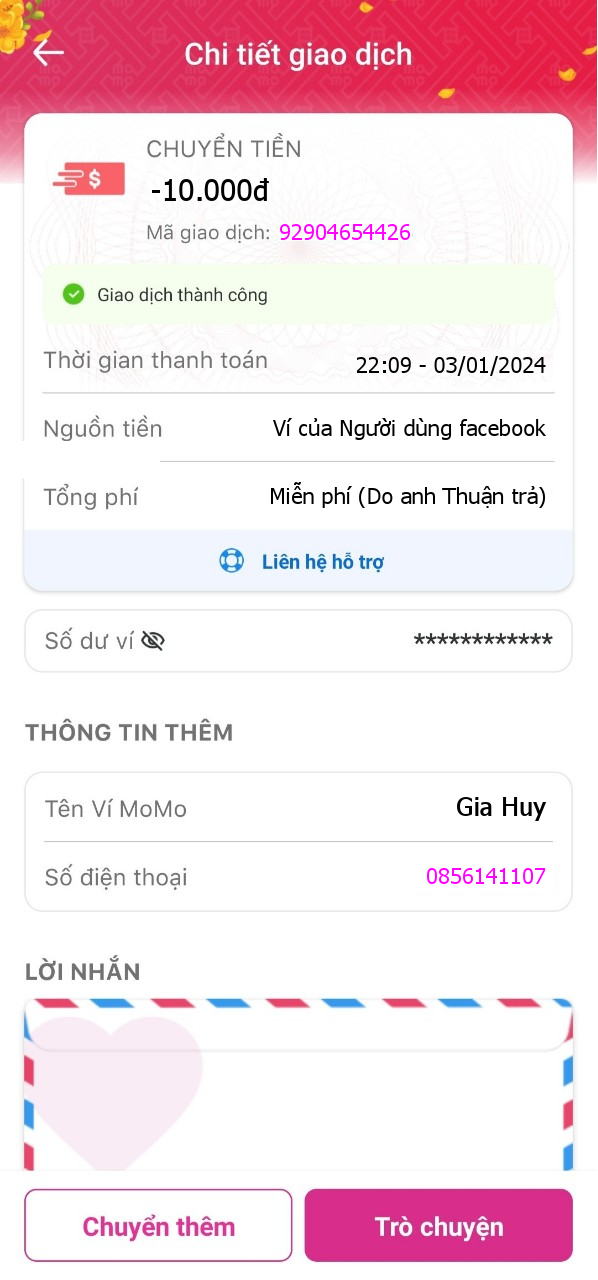 Chi tiết giao dịch
CHUYỂN TIỀN
$
-10.000đ
Mã giao dịch: 92904654426
Giao dịch thành công
Thời gian thanh toán 22:09 - 03/01/2024
Nguồn tiền Ví của Người dùng facebook
Tổng phí Miễn phí (Do anh Thuận trả)
Liên hệ hỗ trợ
Số dư ví ************
THÔNG TIN THÊM
Tên Ví MoMo Gia Huy
Số điện thoại 0856141107
LỜI NHẮN
Chuyển thêm Trò chuyện